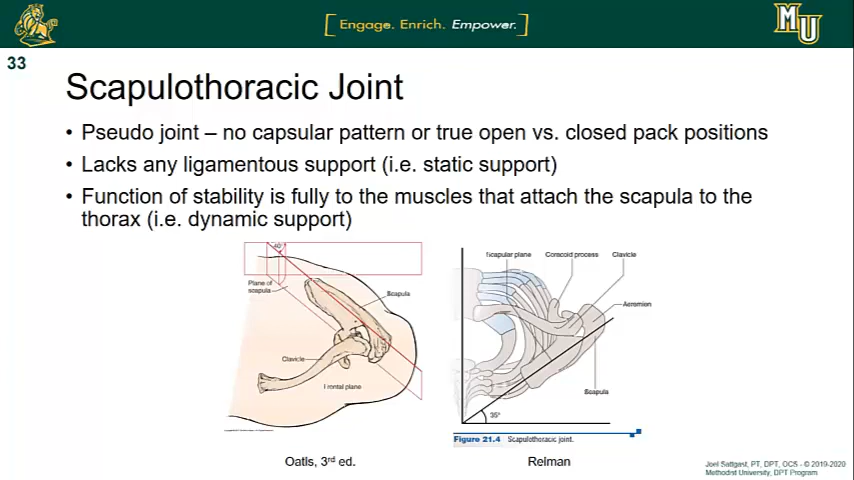 [ Engage. Enrich. Empower. ]
MU
33
Scapulothoracic Joint
• Pseudo joint – no capsular pattern or true open vs. closed pack positions
• Lacks any ligamentous support (i.e. static support)
• Function of stability is fully to the muscles that attach the scapula to the
thorax (i.e. dynamic support)
40°
Plane of
scapula
Scapula
Clavicle
Frontal plane
Scapular plane
Coracoid process
Clavicle
Acromion
Scapula
35°
Figure 21.4 Scapulothoracic joint.
Oatis, 3rd ed.
Reiman
Joel Sattgast, PT, DPT, OCS - © 2019-2020
Methodist University, DPT Program